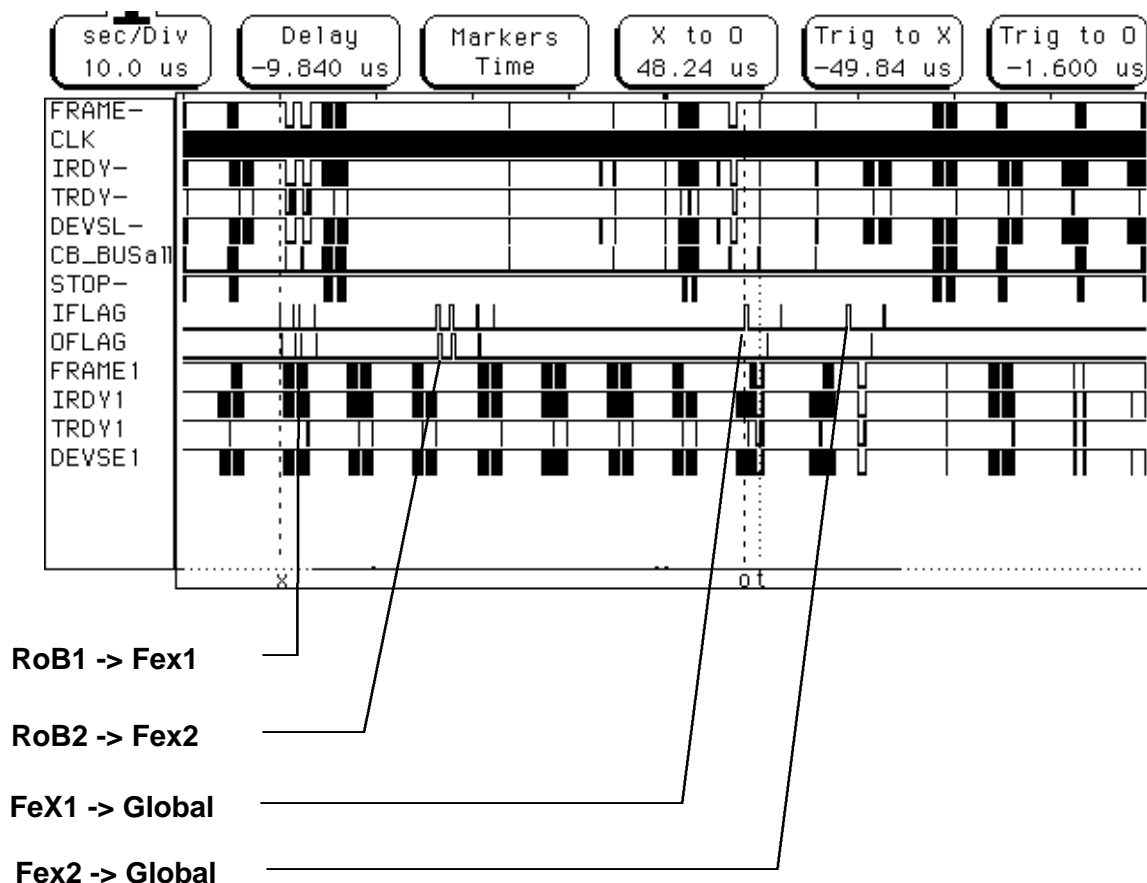 sec/Div Delay Markers X to O Trig to X Trig to O
10.0 us -9.840 us Time 48.24 us -49.84 us -1.600 us
FRAME-
CLK
IRDY-
TRDY-
DEVSL-
CB_BUSall
STOP-
IFLAG
OFLAG
FRAME1
IRDY1
TRDY1
DEVSE1
x o t
RoB1 -> Fex1
RoB2 -> Fex2
FeX1 -> Global
Fex2 -> Global